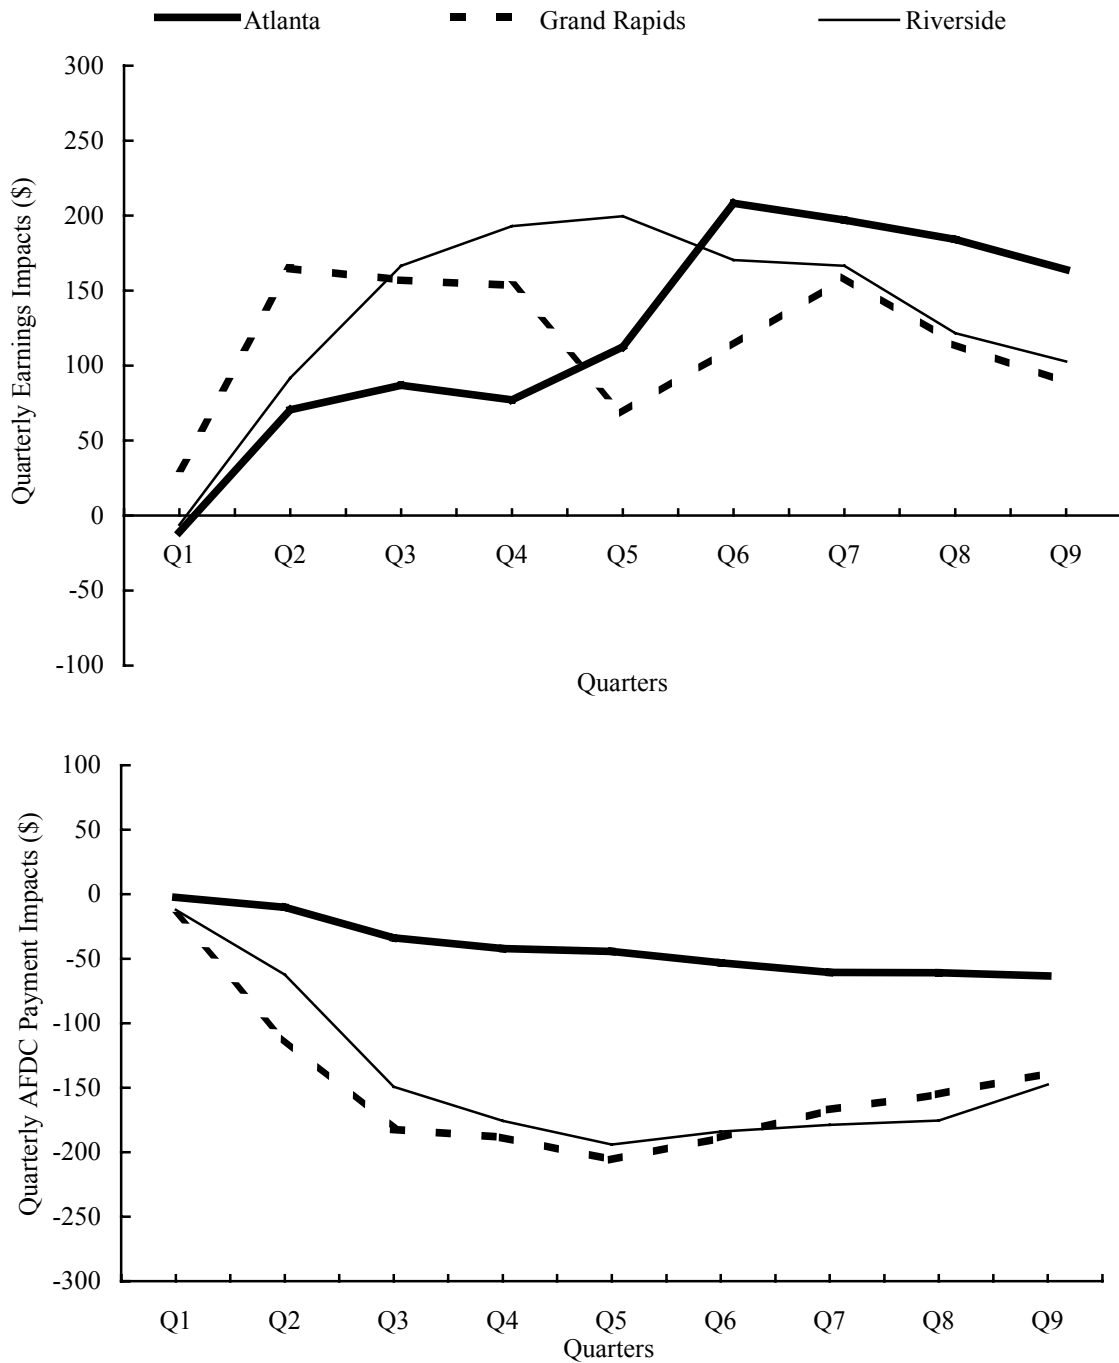 Atlanta Grand Rapids Riverside
Quarterly Earnings Impacts ($)
300
250
200
150
100
50
0
-50
-100
Q1 Q2 Q3 Q4 Q5 Q6 Q7 Q8 Q9
Quarters
Quarterly AFDC Payment Impacts ($)
100
50
0
-50
-100
-150
-200
-250
-300
Q1 Q2 Q3 Q4 Q5 Q6 Q7 Q8 Q9
Quarters